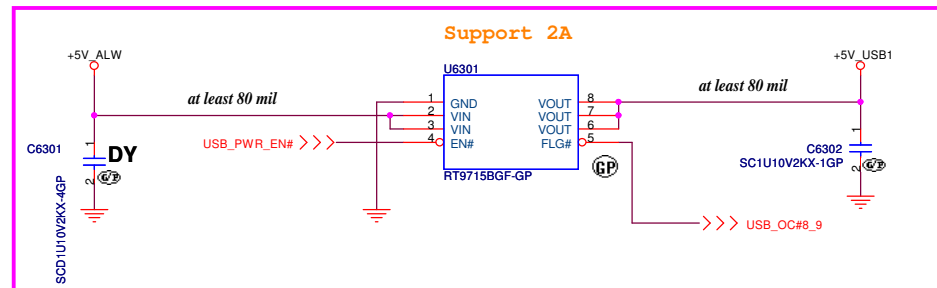 Support 2A
+5V_ALW
+5V_USB1
U6301
at least 80 mil
at least 80 mil
1 GND VOUT 8
2 VIN VOUT 7
3 VIN VOUT 6
4 EN# FLG# 5
USB_PWR_EN#
RT9715BGF-GP
GP
C6301
1
DY
2
GP
SCD1U10V2KX-4GP
1
C6302
SC1U10V2KX-1GP
2
GP
USB_OC#8_9